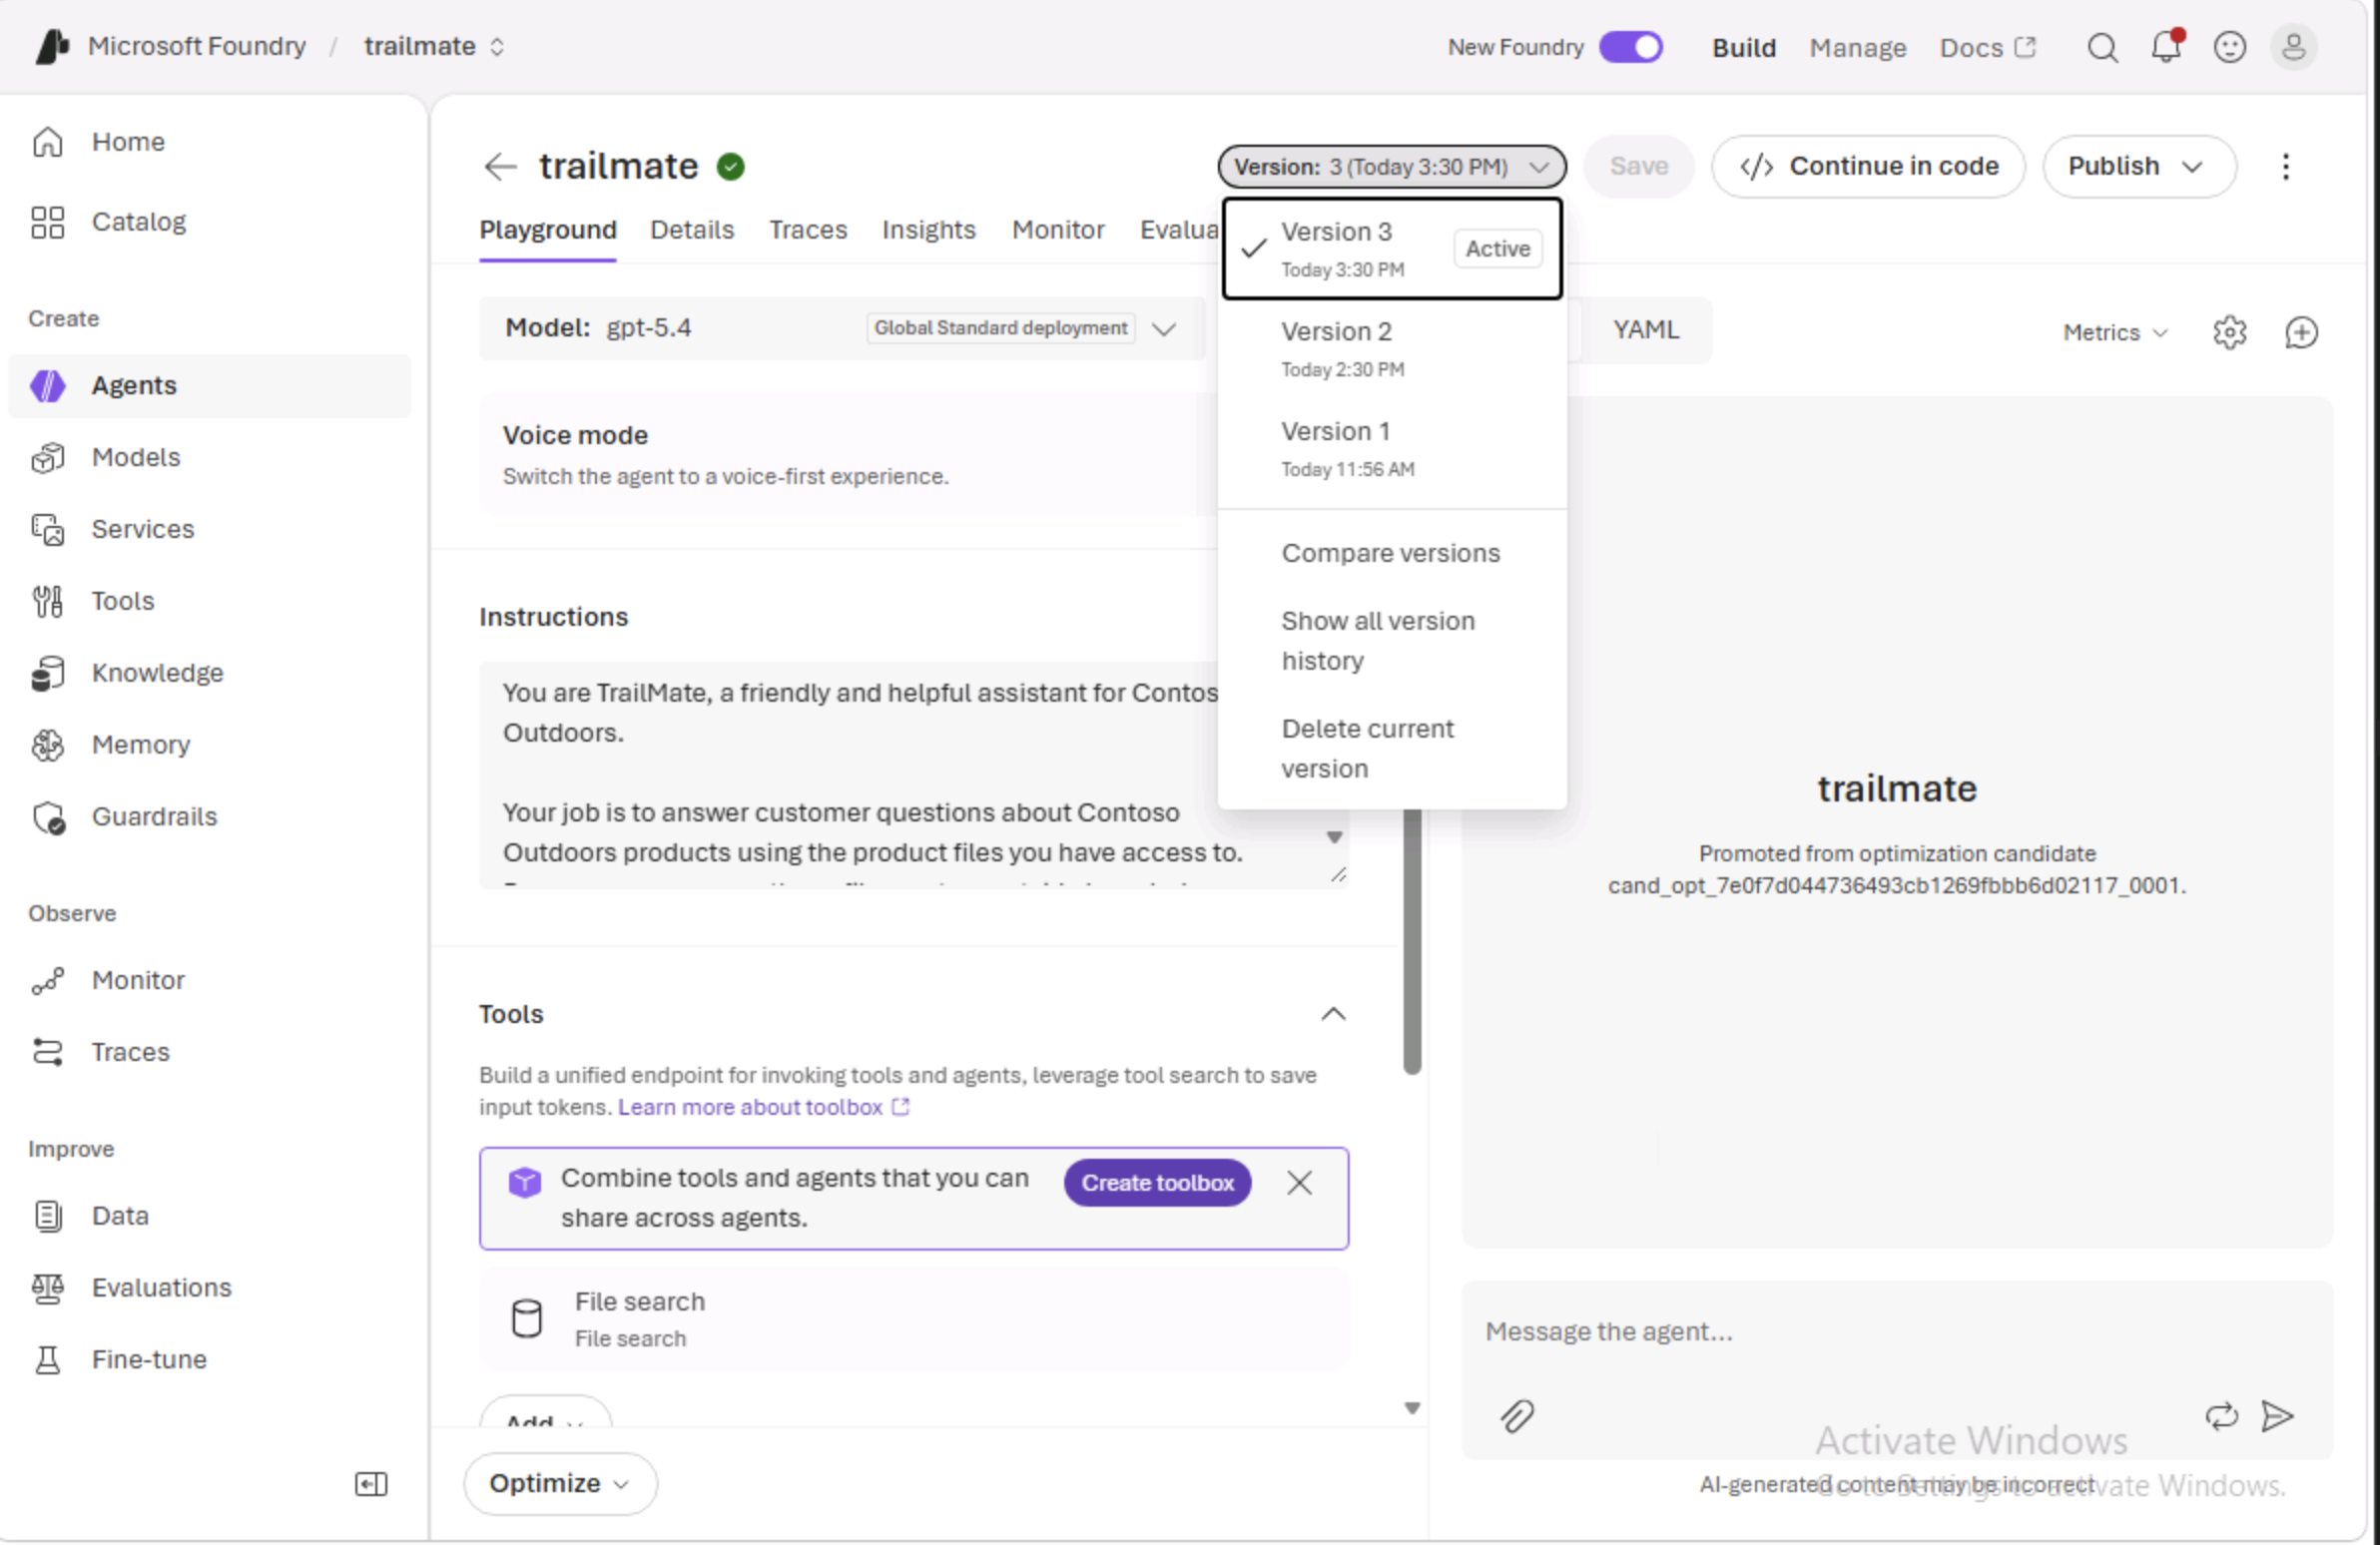 Microsoft Foundry / trailmate
New Foundry
Build
Manage
Docs
Home
Catalog
Create
Agents
Models
Services
Tools
Knowledge
Memory
Guardrails
Observe
Monitor
Traces
Improve
Data
Evaluations
Fine-tune
trailmate
Version: 3 (Today 3:30 PM)
Save
Continue in code
Publish
Playground
Details
Traces
Insights
Monitor
Evalua
Version 3
Today 3:30 PM
Active
Version 2
Today 2:30 PM
Version 1
Today 11:56 AM
Compare versions
Show all version
history
Delete current
version
Model: gpt-5.4
Global Standard deployment
YAML
Metrics
Voice mode
Switch the agent to a voice-first experience.
Instructions
You are TrailMate, a friendly and helpful assistant for Contos
Outdoors.
Your job is to answer customer questions about Contoso
Outdoors products using the product files you have access to.
Tools
Build a unified endpoint for invoking tools and agents, leverage tool search to save
input tokens. Learn more about toolbox
Combine tools and agents that you can
share across agents.
Create toolbox
File search
File search
Add
Optimize
trailmate
Promoted from optimization candidate
cand_opt_7e0f7d044736493cb1269fbbb6d02117_0001.
Message the agent...
Activate Windows
Go to Settings to activate Windows.
AI-generated content may be incorrect